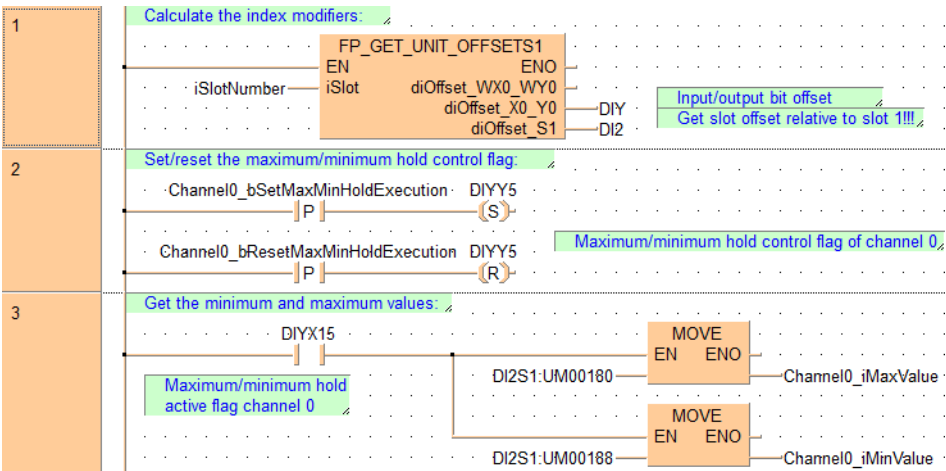 1
Calculate the index modifiers:
FP_GET_UNIT_OFFSETS1
EN ENO
iSlotNumber iSlot diOffset_WX0_WY0
diOffset_X0_Y0 DIY
diOffset_S1 DI2
Input/output bit offset
Get slot offset relative to slot 1!!!
2
Set/reset the maximum/minimum hold control flag:
Channel0_bSetMaxMinHoldExecution DIYY5
P S
Channel0_bResetMaxMinHoldExecution DIYY5
P R
Maximum/minimum hold control flag of channel 0
3
Get the minimum and maximum values:
DIYX15
MOVE
EN ENO
DI2S1:UM00180 Channel0_iMaxValue
Maximum/minimum hold
active flag channel 0
MOVE
EN ENO
DI2S1:UM00188 Channel0_iMinValue